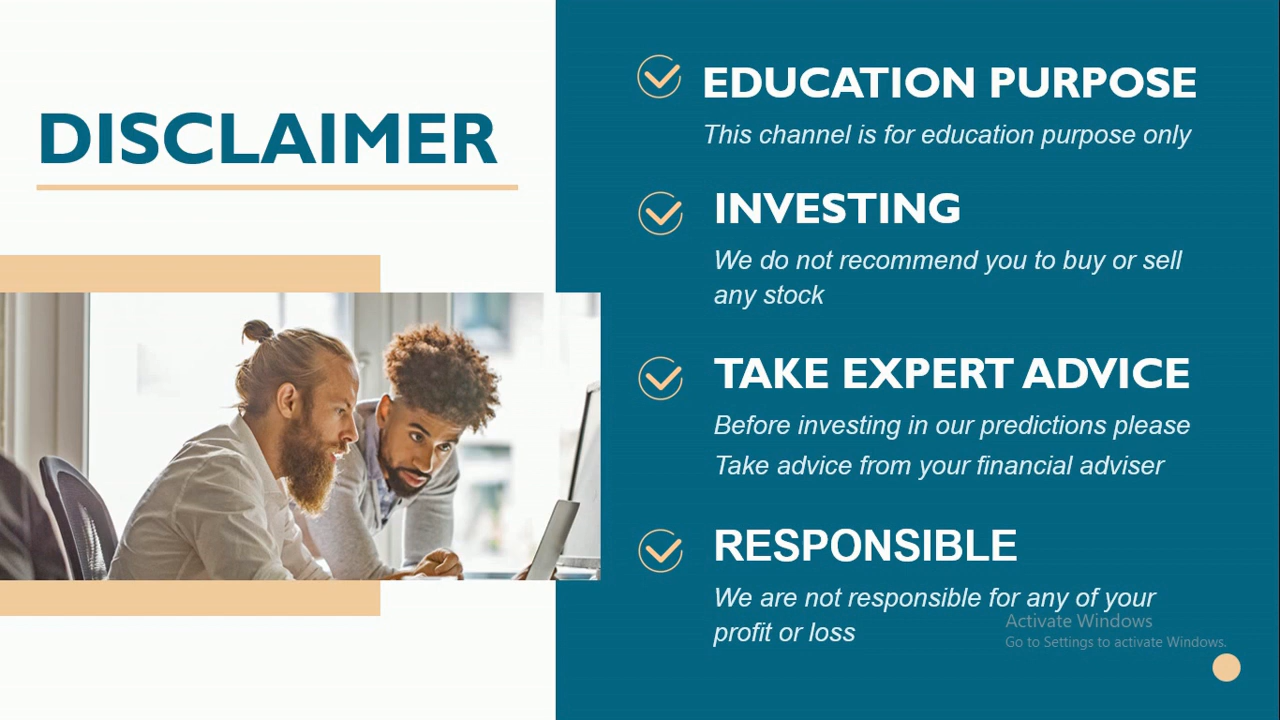 DISCLAIMER
EDUCATION PURPOSE
This channel is for education purpose only
INVESTING
We do not recommend you to buy or sell
any stock
TAKE EXPERT ADVICE
Before investing in our predictions please
Take advice from your financial adviser
RESPONSIBLE
We are not responsible for any of your
profit or loss
Activate Windows
Go to Settings to activate Windows.